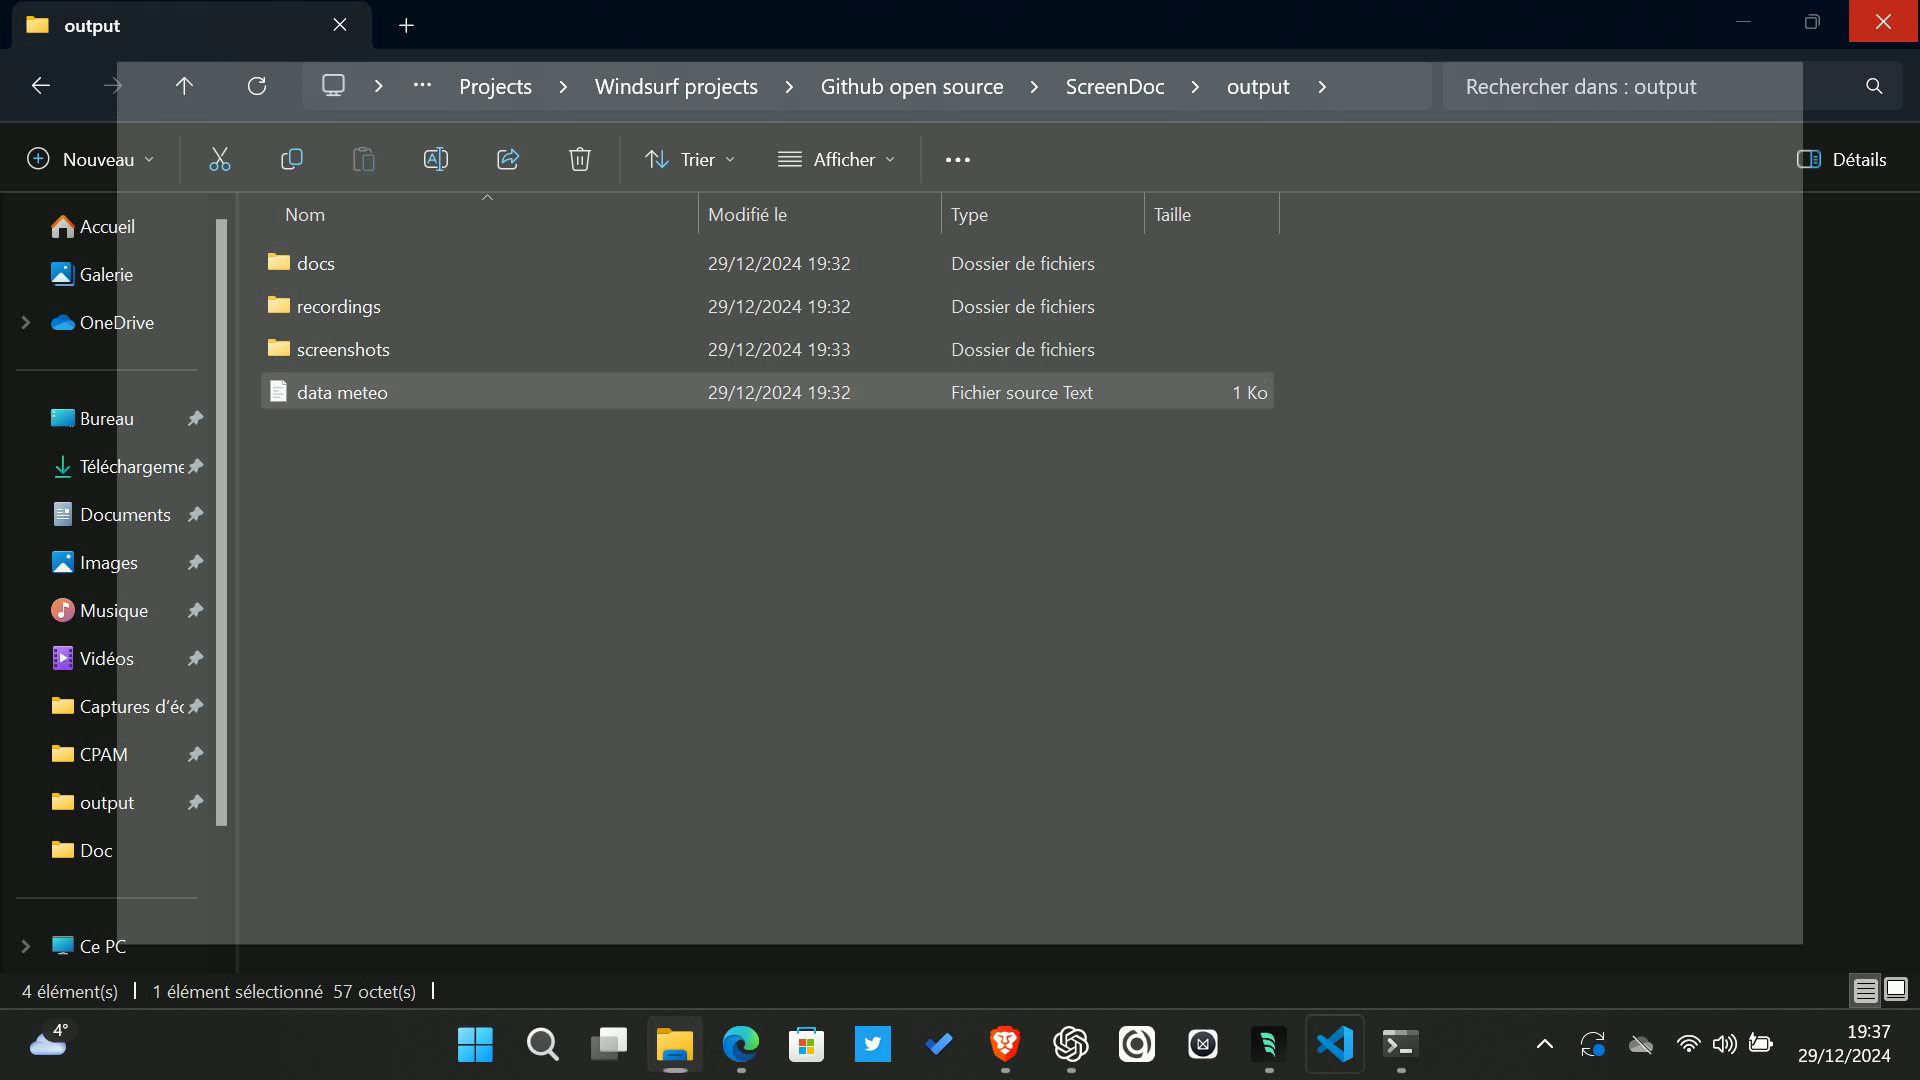 output
Projects > Windsurf projects > Github open source > ScreenDoc > output >
Rechercher dans : output
Nouveau
Trier
Afficher
Détails
Nom Modifié le Type Taille
docs 29/12/2024 19:32 Dossier de fichiers
recordings 29/12/2024 19:32 Dossier de fichiers
screenshots 29/12/2024 19:33 Dossier de fichiers
data meteo 29/12/2024 19:32 Fichier source Text 1 Ko
Accueil
Galerie
OneDrive
Bureau
Téléchargeme
Documents
Images
Musique
Vidéos
Captures d'éc
CPAM
output
Doc
Ce PC
4 élément(s) 1 élément sélectionné 57 octet(s)
4°
19:37
29/12/2024